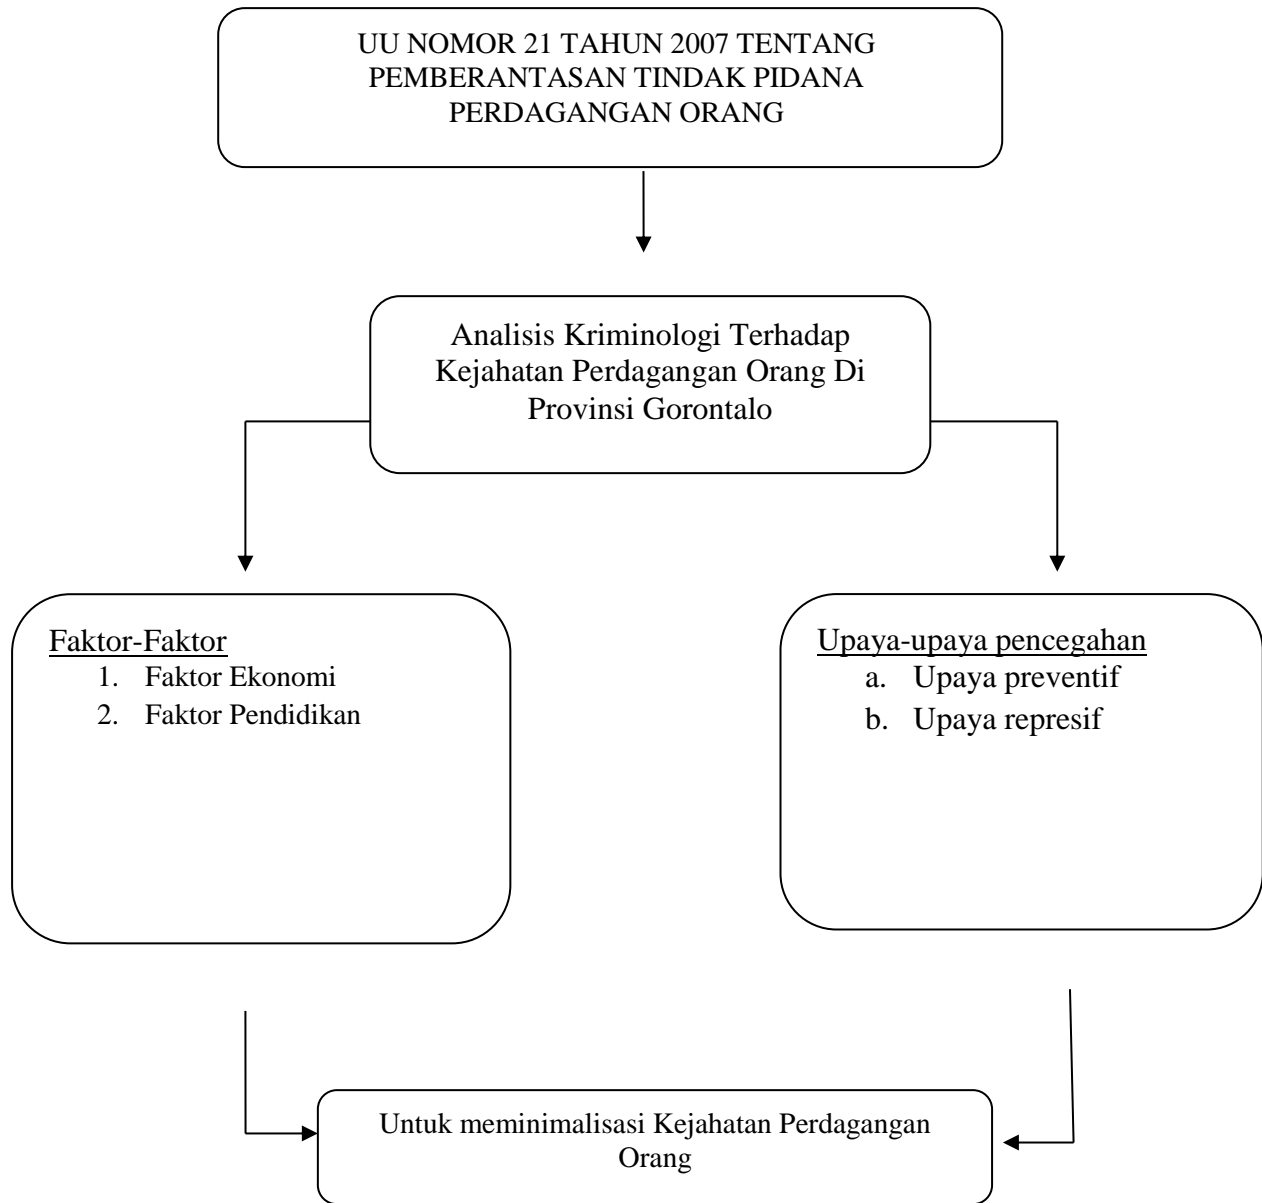 UU NOMOR 21 TAHUN 2007 TENTANG
PEMBERANTASAN TINDAK PIDANA
PERDAGANGAN ORANG
Analisis Kriminologi Terhadap
Kejahatan Perdagangan Orang Di
Provinsi Gorontalo
Faktor-Faktor
1. Faktor Ekonomi
2. Faktor Pendidikan
Upaya-upaya pencegahan
a. Upaya preventif
b. Upaya represif
Untuk meminimalisasi Kejahatan Perdagangan
Orang